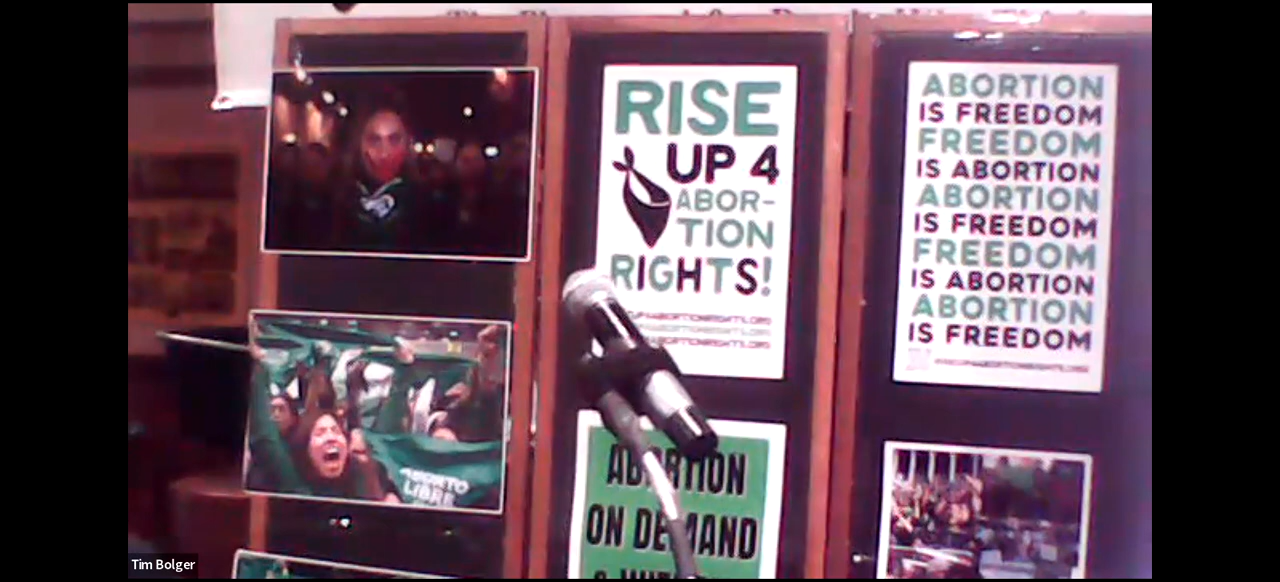 RISE
UP 4
ABOR-
TION
RIGHTS!
ABORTION
IS FREEDOM
FREEDOM
IS ABORTION
ABORTION
IS FREEDOM
FREEDOM
IS ABORTION
ABORTION
IS FREEDOM
LIBRE
ABORTION
ON DEMAND
Tim Bolger